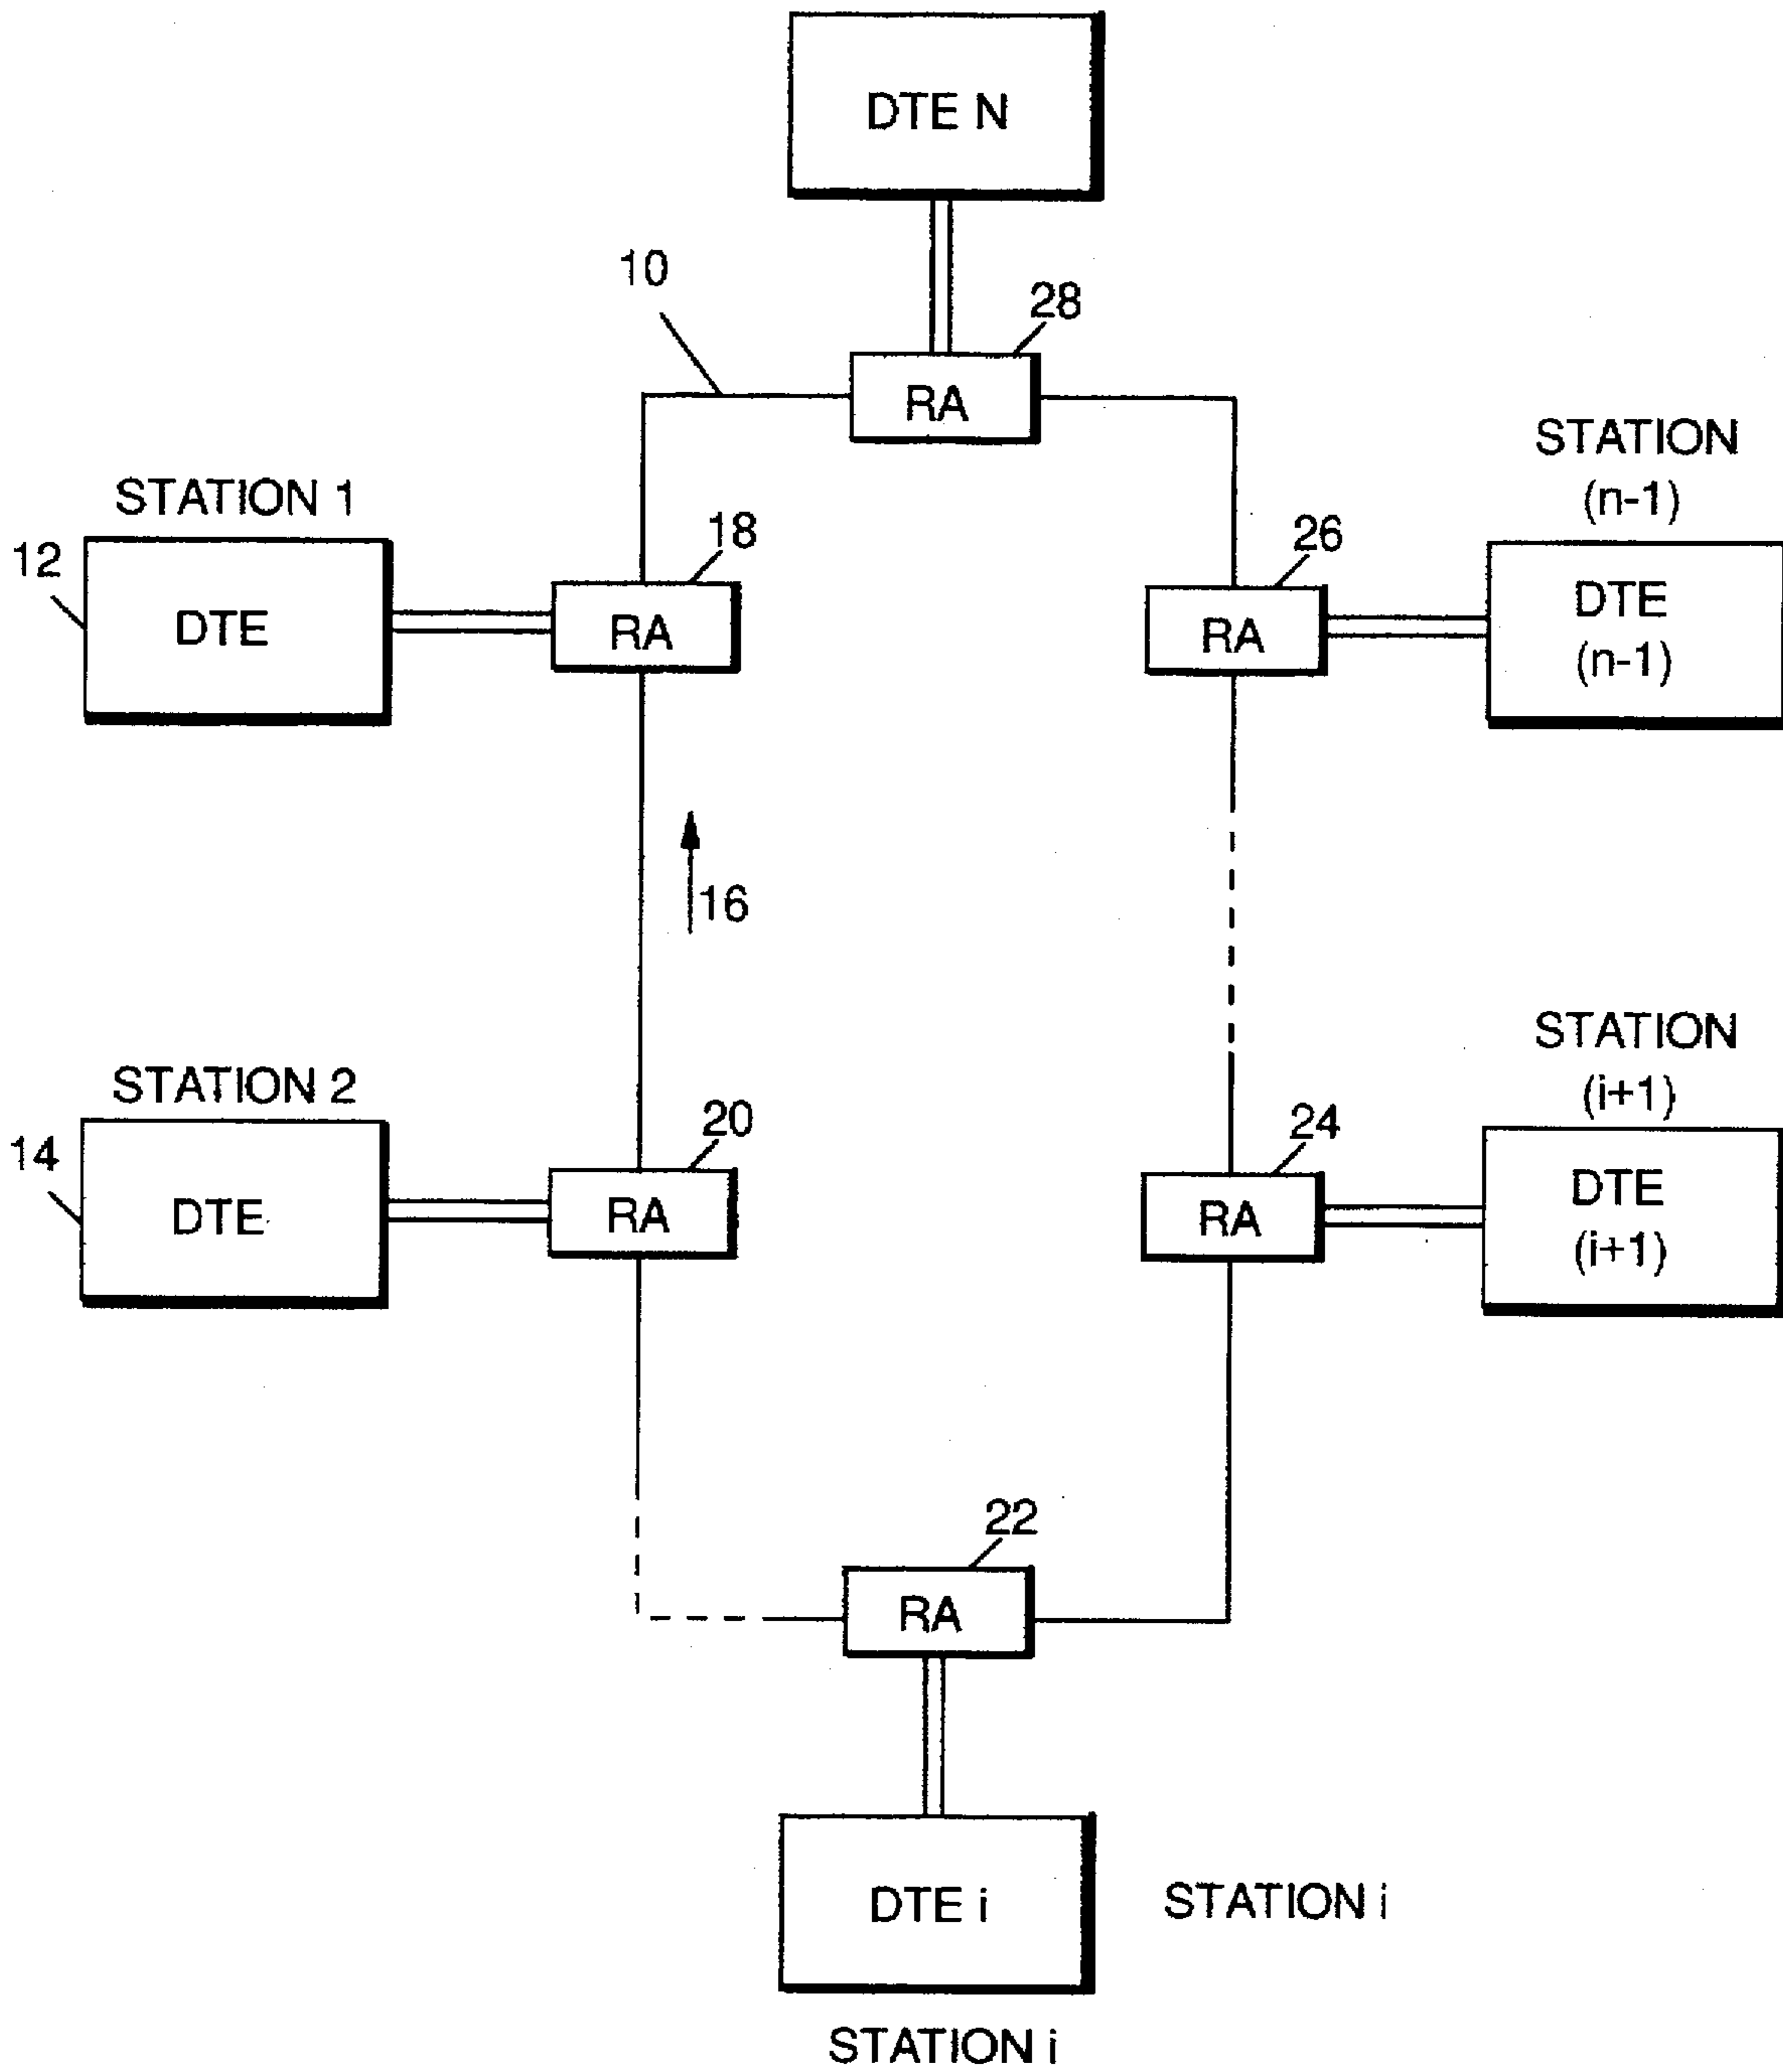 DTE N
10
28
RA
STATION
(n-1)
STATION 1
18
26
12
DTE
RA
RA
DTE
(n-1)
16
STATION
(i+1)
STATION 2
20
24
14
DTE
RA
RA
DTE
(i+1)
22
RA
DTE i
STATION i
STATION i